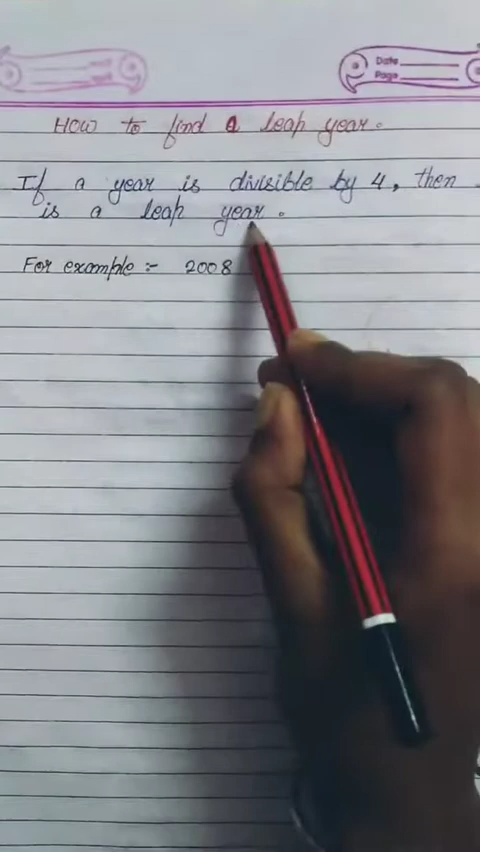 Date
Page
How to find a leap year.
If a year is divisible by 4, then
is a leap year.
For example :- 2008